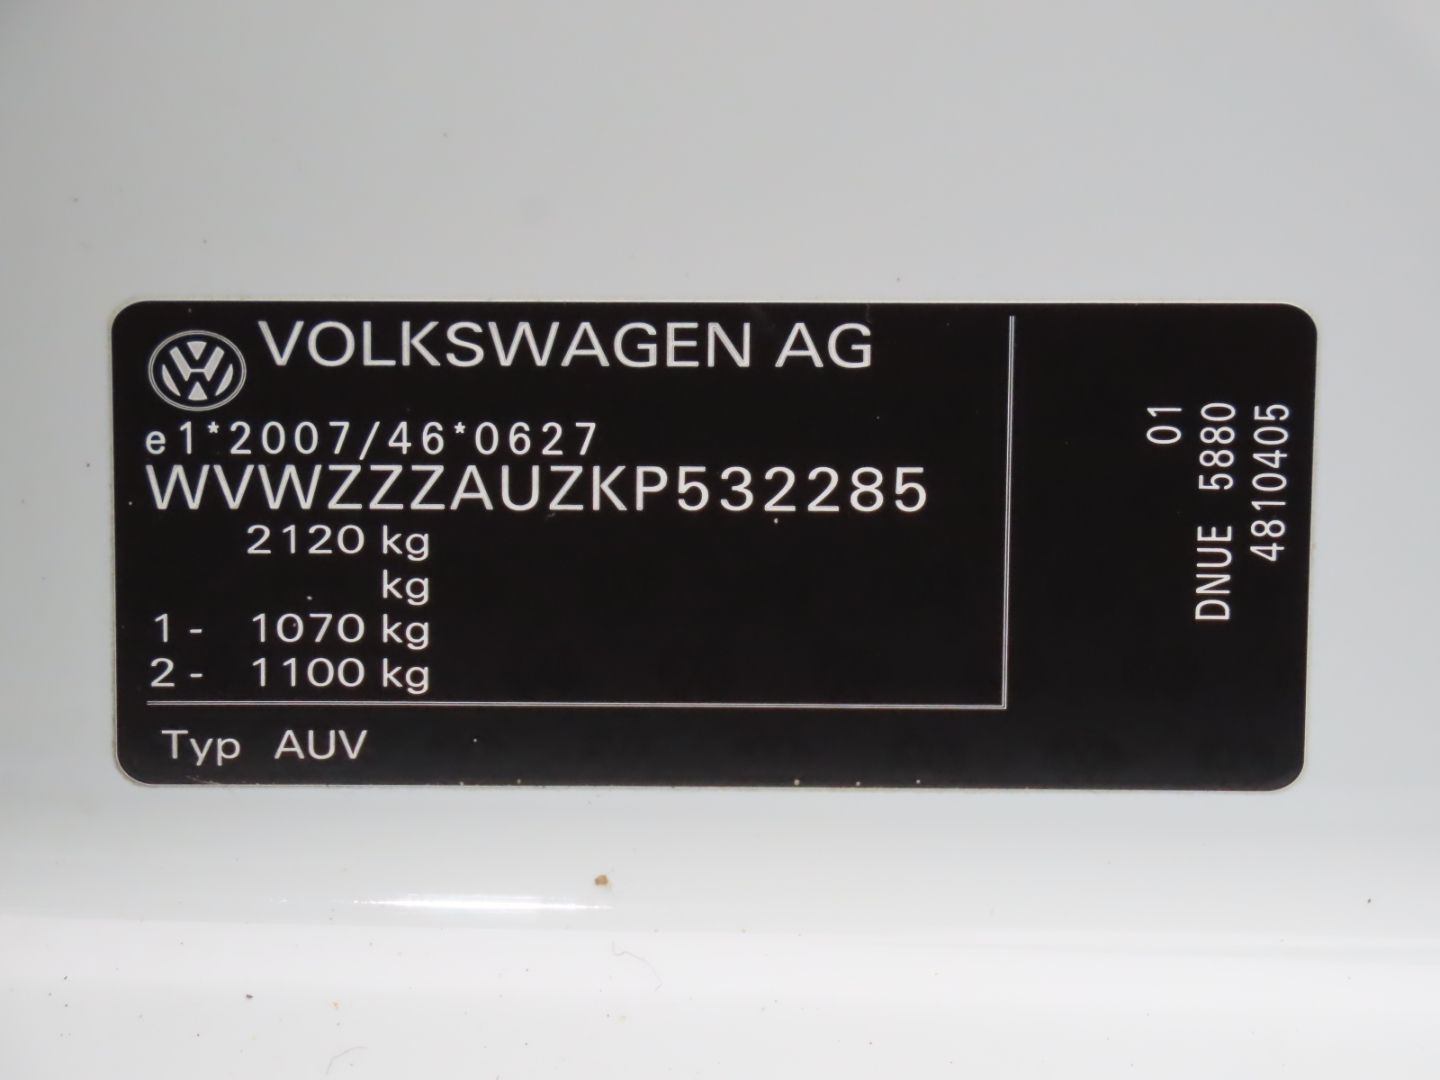 VOLKSWAGEN AG
e1*2007/46*0627
WVWZZZAUZKP532285
2120 kg
kg
1- 1070 kg
2- 1100 kg
Typ AUV
01
DNUE 5880
4810405